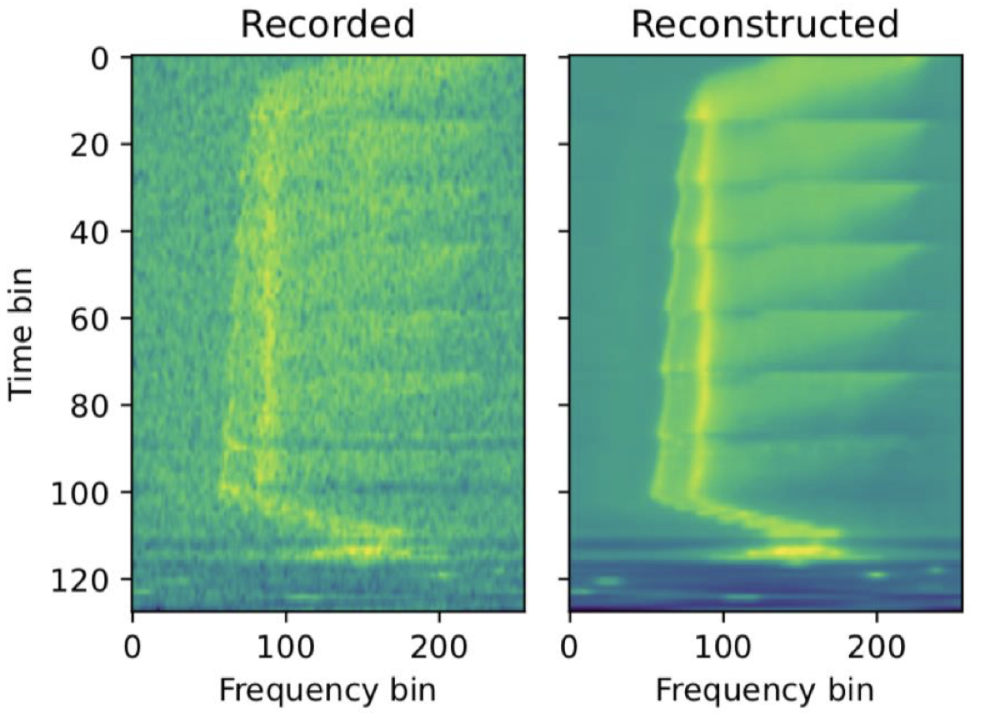 Recorded
Reconstructed
Time bin
0
20
40
60
80
100
120
0 100 200
0 100 200
Frequency bin
Frequency bin